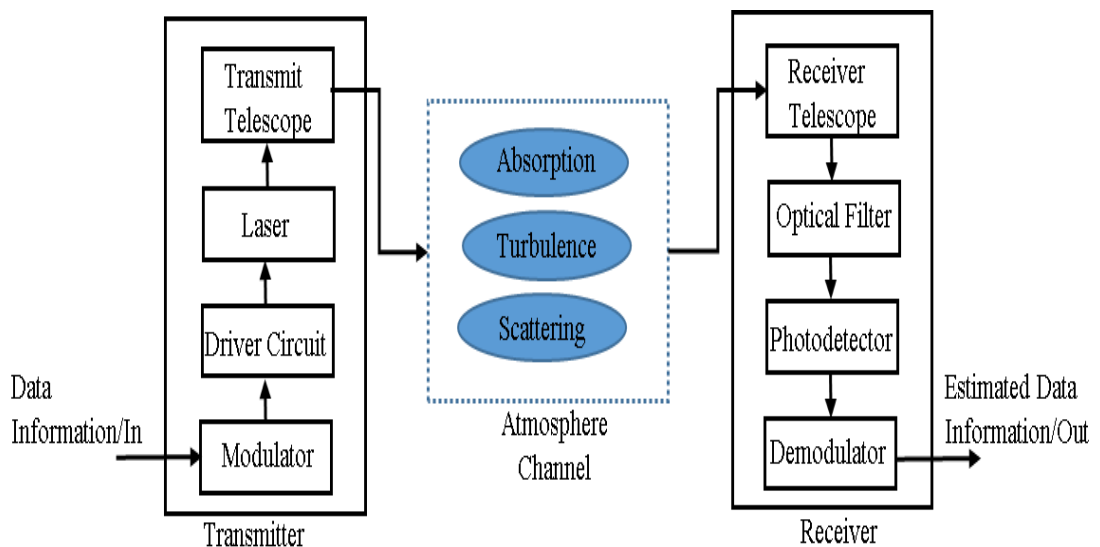 Transmit
Telescope
Laser
Driver Circuit
Data
Information/In
Modulator
Transmitter
Absorption
Turbulence
Scattering
Atmosphere
Channel
Receiver
Telescope
Optical Filter
Photodetector
Demodulator
Estimated Data
Information/Out
Receiver